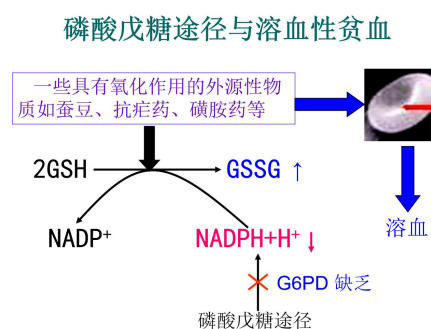 磷酸戊糖途径与溶血性贫血
一些具有氧化作用的外源性物
质如蚕豆、抗疟药、磺胺药等
2GSH
GSSG ↑
溶血
NADP⁺
NADPH+H⁺ ↓
G6PD 缺乏
磷酸戊糖途径